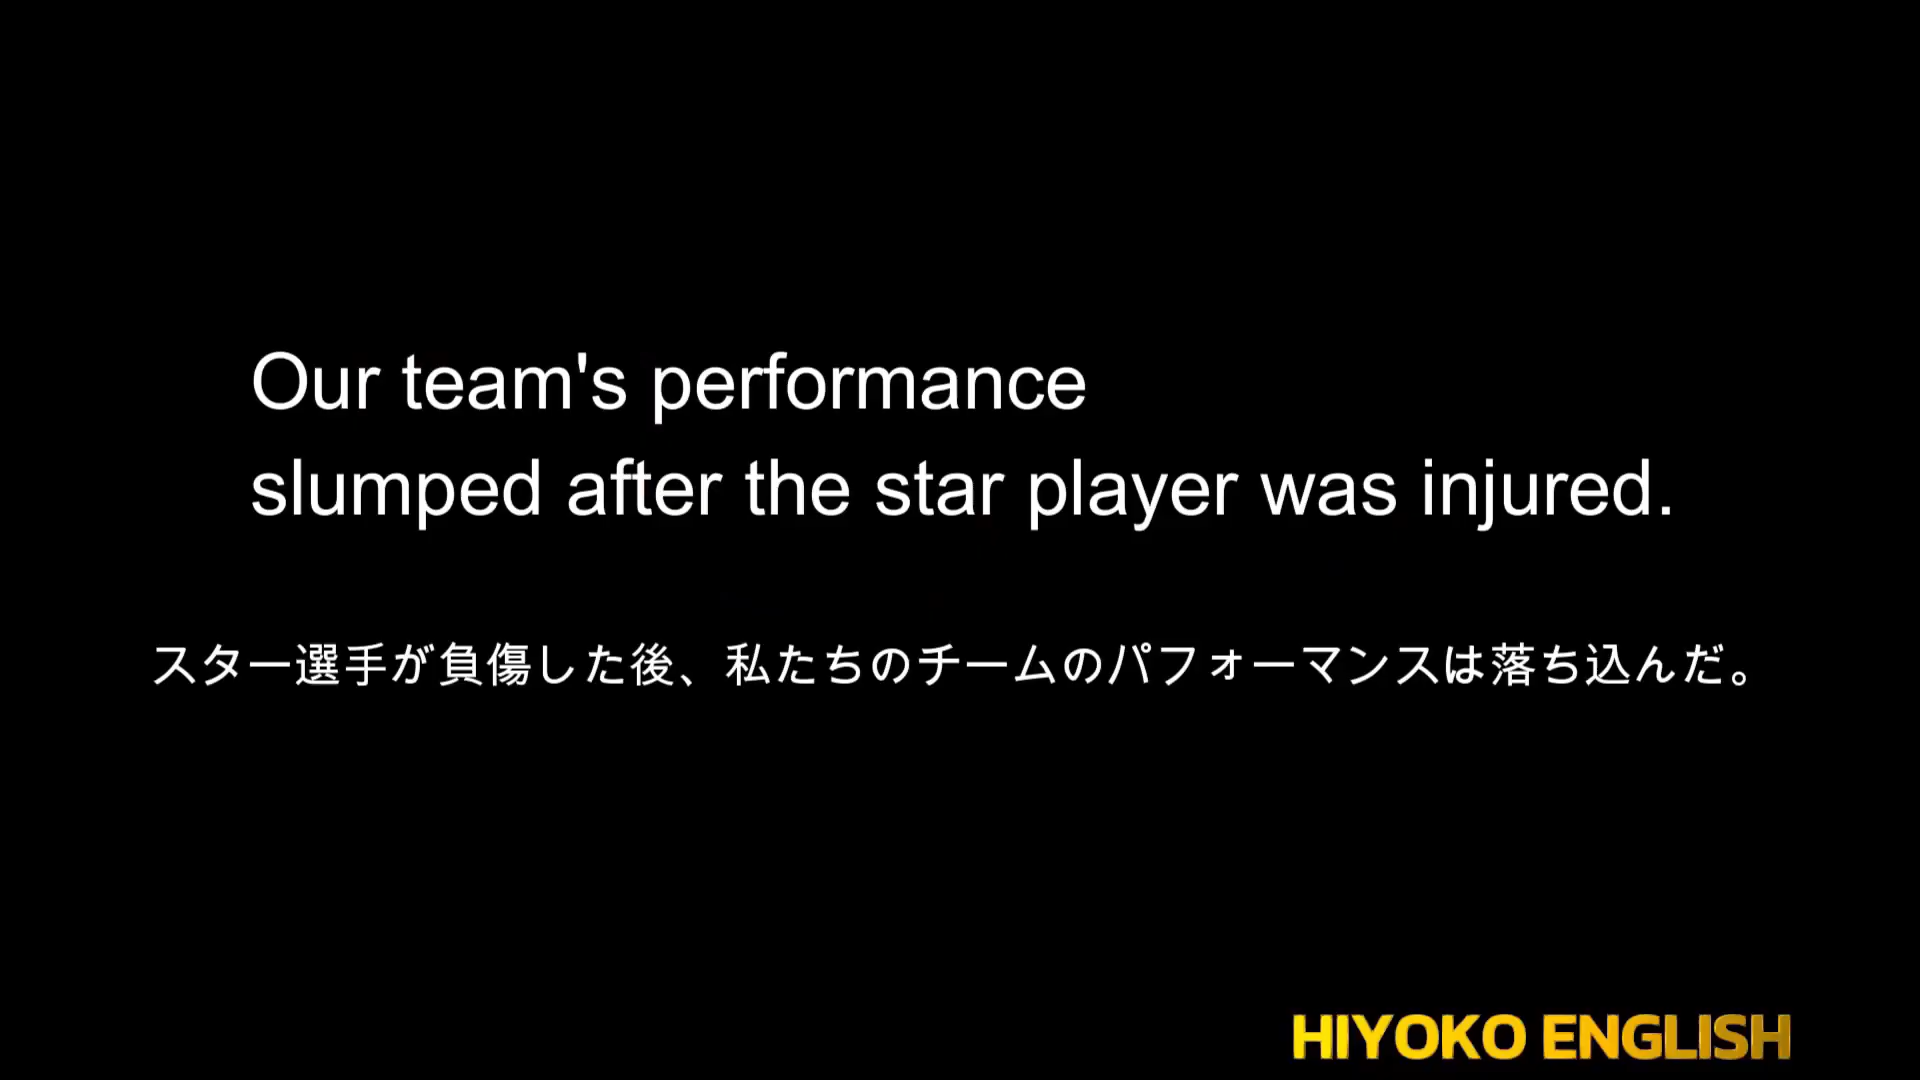 Our team's performance
slumped after the star player was injured.
スター選手が負傷した後、私たちのチームのパフォーマンスは落ち込んだ。
HIYOKO ENGLISH